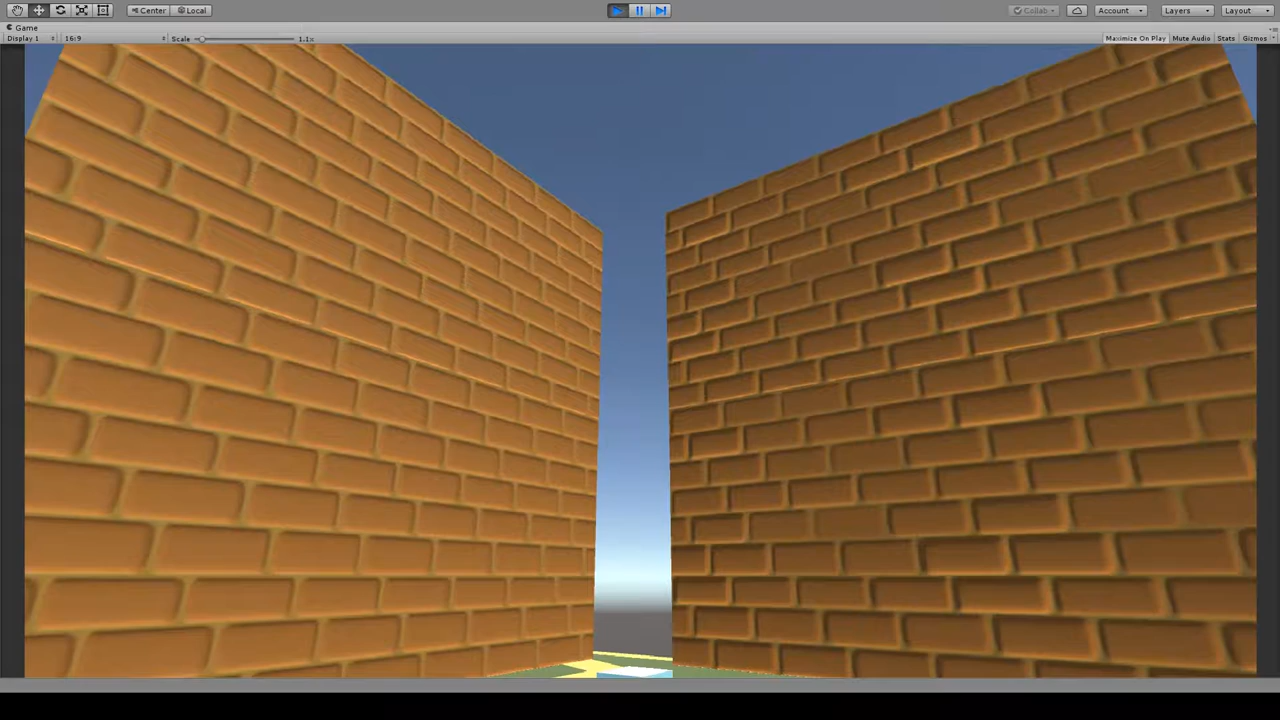 Center Local Collab Account Layers Layout
Game
Display 1 16:9 Scale 1.1x Maximize On Play Mute Audio Stats Gizmos